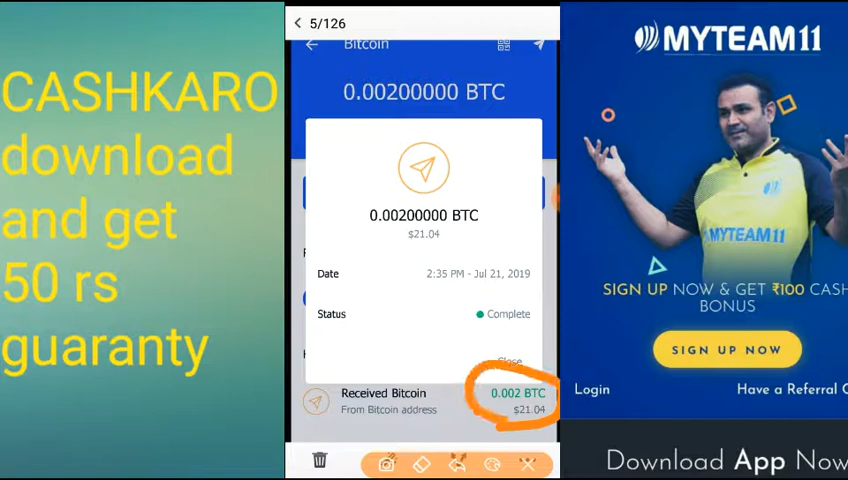 CASHKARO
download
and get
50 rs
guaranty
5/126
Bitcoin
0.00200000 BTC
0.00200000 BTC
$21.04
Date 2:35 PM - Jul 21, 2019
Status Complete
Close
Received Bitcoin 0.002 BTC
From Bitcoin address $21.04
MYTEAM11
MYTEAM11
SIGN UP NOW & GET ₹100 CASH
BONUS
SIGN UP NOW
Login Have a Referral C
Download App Now